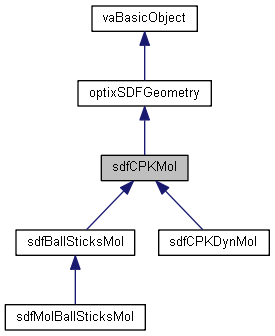 vaBasicObject
optixSDFGeometry
sdfCPKMol
sdfBallSticksMol
sdfCPKDynMol
sdfMolBallSticksMol